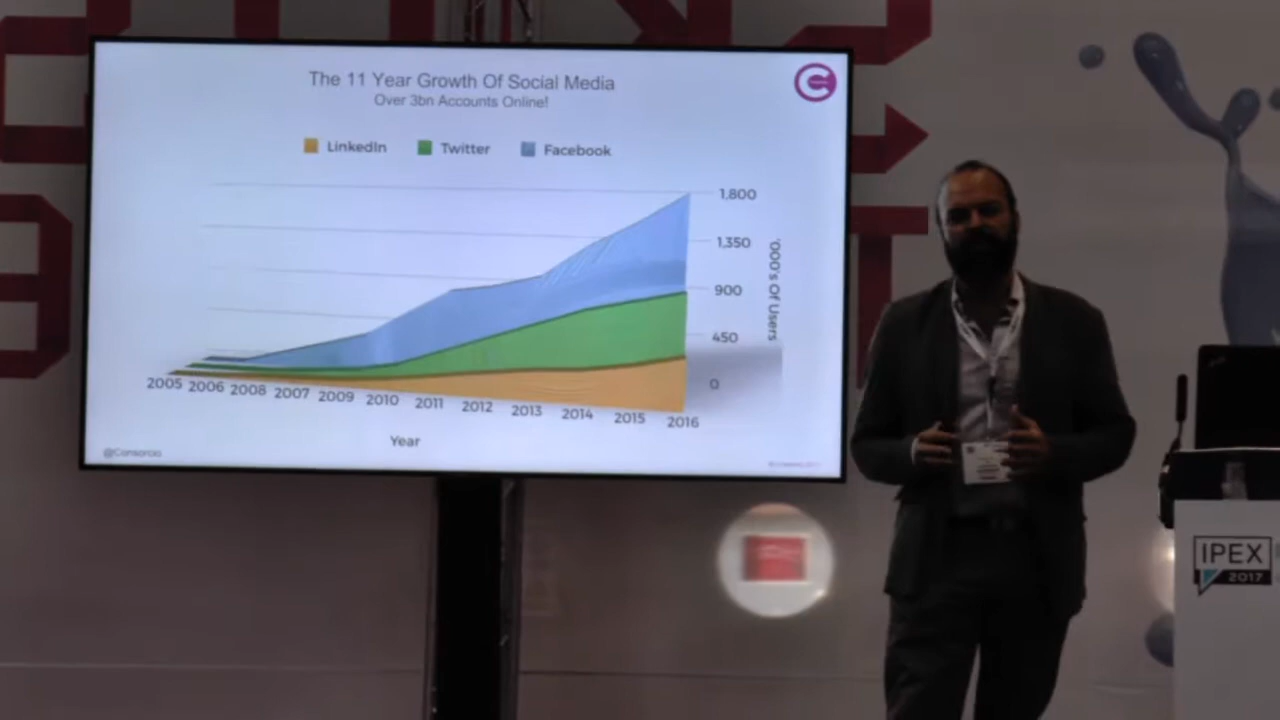 The 11 Year Growth Of Social Media
Over 3bn Accounts Online!
LinkedIn Twitter Facebook
1,800
1,350
900
450
0
'000's Of Users
2005 2006 2008 2007 2009 2010 2011 2012 2013 2014 2015 2016
Year
@Consorcio
IPEX
2017